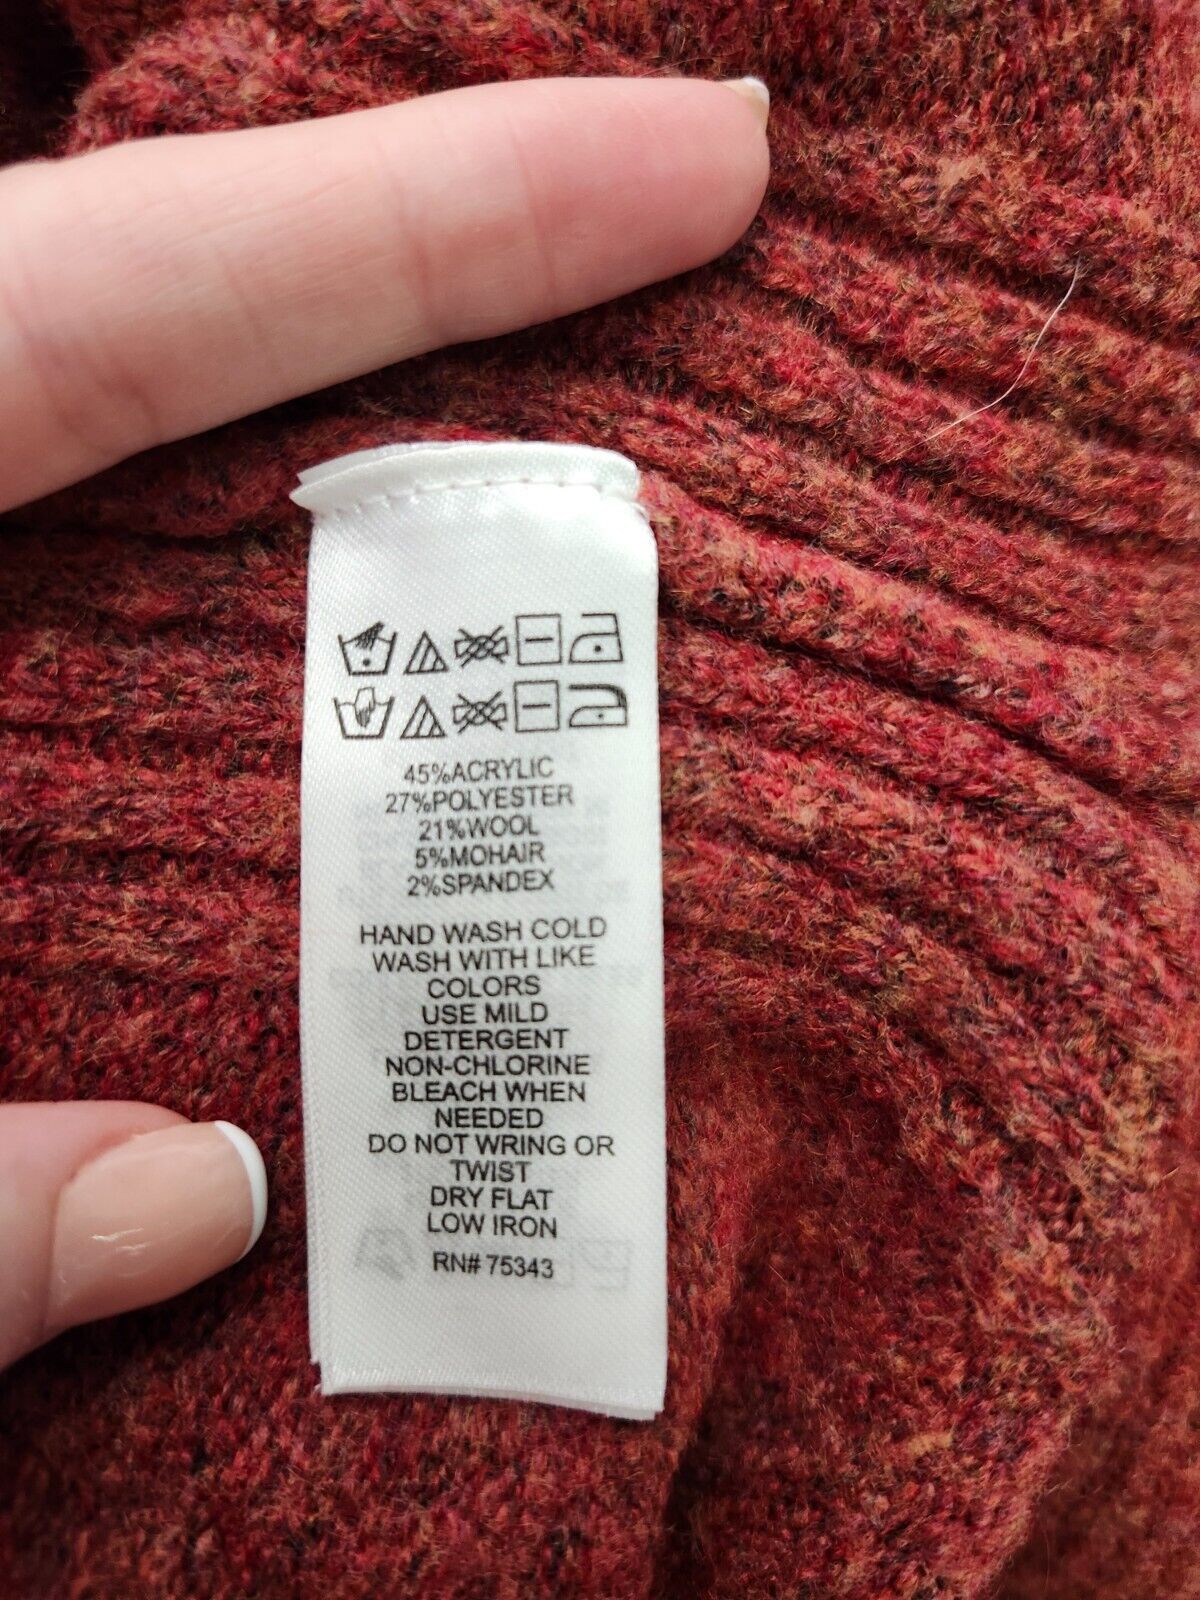 45%ACRYLIC
27%POLYESTER
21%WOOL
5%MOHAIR
2%SPANDEX
HAND WASH COLD
WASH WITH LIKE
COLORS
USE MILD
DETERGENT
NON-CHLORINE
BLEACH WHEN
NEEDED
DO NOT WRING OR
TWIST
DRY FLAT
LOW IRON
RN# 75343